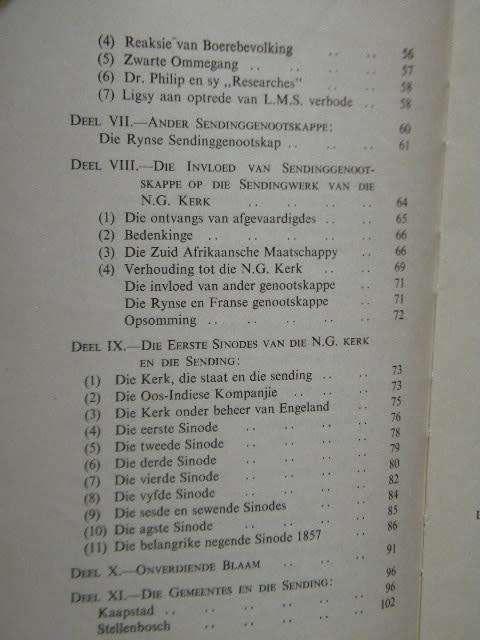 (4) Reaksie van Boerebevolking .. .. 56
(5) Zwarte Ommegang .. .. .. .. 57
(6) Dr. Philip en sy „Researches” .. .. 58
(7) Ligsy aan optrede van L.M.S. verbode .. 58
DEEL VII.—ANDER SENDINGGENOOTSKAPPE: 60
Die Rynse Sendinggenootskap .. .. .. 61
DEEL VIII.—DIE INVLOED VAN SENDINGGENOOT-
SKAPPE OP DIE SENDINGWERK VAN DIE
N.G. KERK .. .. .. .. 64
(1) Die ontvangs van afgevaardigdes .. .. 65
(2) Bedenkinge .. .. .. .. .. 66
(3) Die Zuid Afrikaansche Maatschappy .. 66
(4) Verhouding tot die N.G. Kerk .. .. 69
Die invloed van ander genootskappe .. 71
Die Rynse en Franse genootskappe .. 71
Opsomming .. .. .. .. .. 72
DEEL IX.—DIE EERSTE SINODES VAN DIE N.G. KERK
EN DIE SENDING:
(1) Die Kerk, die staat en die sending .. .. 73
(2) Die Oos-Indiese Kompanjie .. .. .. 73
(3) Die Kerk onder beheer van Engeland .. 75
(4) Die eerste Sinode .. .. .. .. 76
(5) Die tweede Sinode .. .. .. .. 78
(6) Die derde Sinode .. .. .. .. 79
(7) Die vierde Sinode .. .. .. .. 80
(8) Die vyfde Sinode .. .. .. .. 82
(9) Die sesde en sewende Sinodes .. .. 84
(10) Die agste Sinode .. .. .. .. 85
(11) Die belangrike negende Sinode 1857 .. 86
DEEL X.—ONVERDIENDE BLAAM .. .. .. 91
DEEL XI.—DIE GEMEENTES EN DIE SENDING: 96
Kaapstad .. .. .. .. .. 96
Stellenbosch .. .. .. .. .. 102